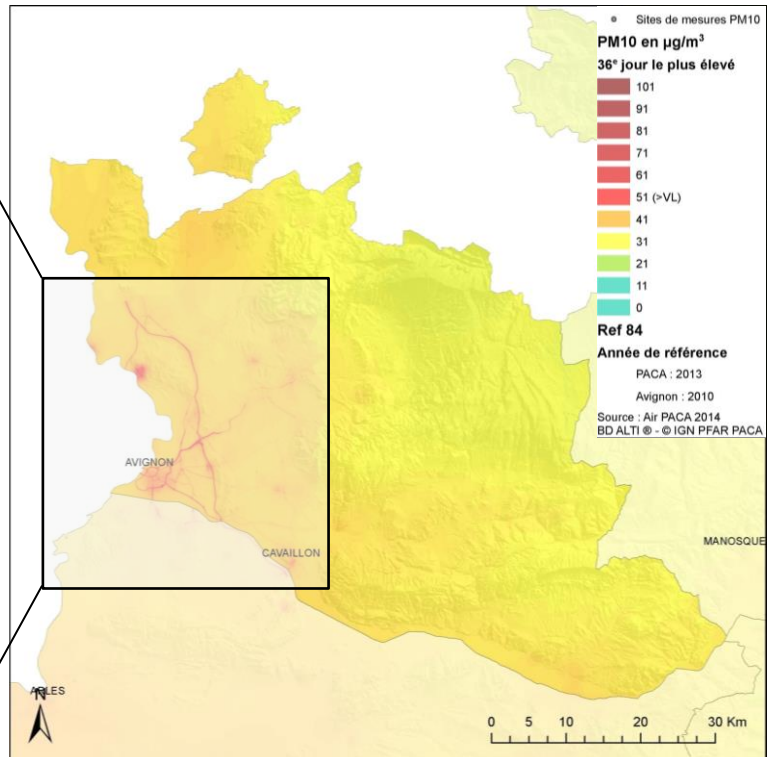 Sites de mesures PM10
PM10 en µg/m³
36ᵉ jour le plus élevé
101
91
81
71
61
51 (>VL)
41
31
21
11
0
Ref 84
Année de référence
PACA : 2013
Avignon : 2010
Source : Air PACA 2014
BD ALTI ® - © IGN PFAR PACA
AVIGNON
MANOSQUE
CAVAILLON
ARLES
N
0 5 10 20 30 Km